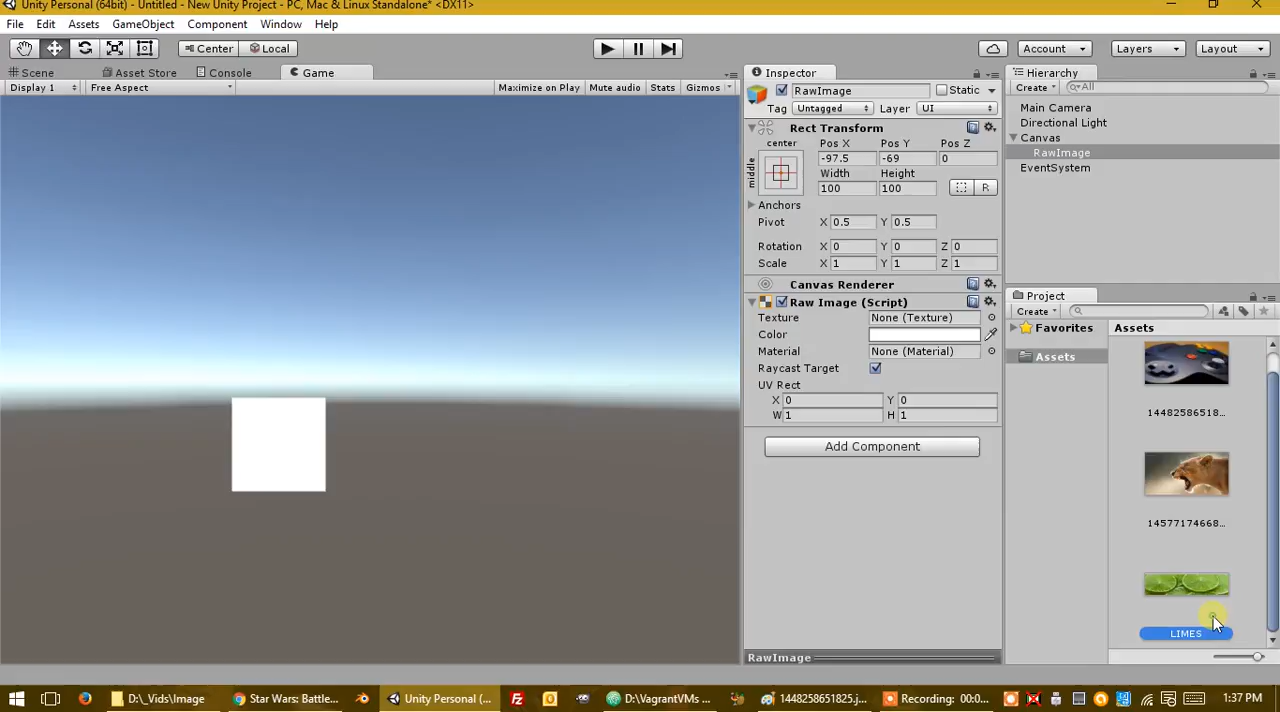 Unity Personal (64bit) - Untitled - New Unity Project - PC, Mac & Linux Standalone* <DX11>
File Edit Assets GameObject Component Window Help
Center Local Account Layers Layout
Scene Asset Store Console Game
Display 1 Free Aspect Maximize on Play Mute audio Stats Gizmos
Inspector
RawImage Static
Tag Untagged Layer UI
Rect Transform
center
middle
Pos X Pos Y Pos Z
-97.5 -69 0
Width Height
100 100 R
Anchors
Pivot X 0.5 Y 0.5
Rotation X 0 Y 0 Z 0
Scale X 1 Y 1 Z 1
Canvas Renderer
Raw Image (Script)
Texture None (Texture)
Color
Material None (Material)
Raycast Target
UV Rect
X 0 Y 0
W 1 H 1
Add Component
RawImage
Hierarchy
Create All
Main Camera
Directional Light
Canvas
RawImage
EventSystem
Project
Create
Favorites
Assets
Assets
14482586518...
14577174668...
LIMES
D:\_Vids\Image Star Wars: Battle... Unity Personal (... D:\VagrantVMs ... 1448258651825.j... Recording: 00:0... 1:37 PM